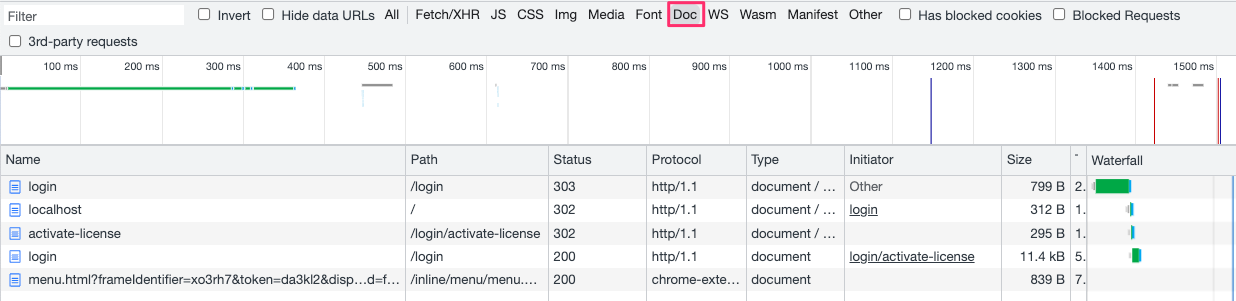 Filter Invert Hide data URLs All Fetch/XHR JS CSS Img Media Font Doc WS Wasm Manifest Other Has blocked cookies Blocked Requests
3rd-party requests
100 ms 200 ms 300 ms 400 ms 500 ms 600 ms 700 ms 800 ms 900 ms 1000 ms 1100 ms 1200 ms 1300 ms 1400 ms 1500 ms
Name Path Status Protocol Type Initiator Size Waterfall
login /login 303 http/1.1 document / ... Other 799 B 2.
localhost / 302 http/1.1 document / ... login 312 B 1.
activate-license /login/activate-license 302 http/1.1 document / ... 295 B 1.
login /login 200 http/1.1 document login/activate-license 11.4 kB 5.
menu.html?frameIdentifier=xo3rh7&token=da3kl2&disp...d=f... /inline/menu/menu.... 200 chrome-exte... document 839 B 7.